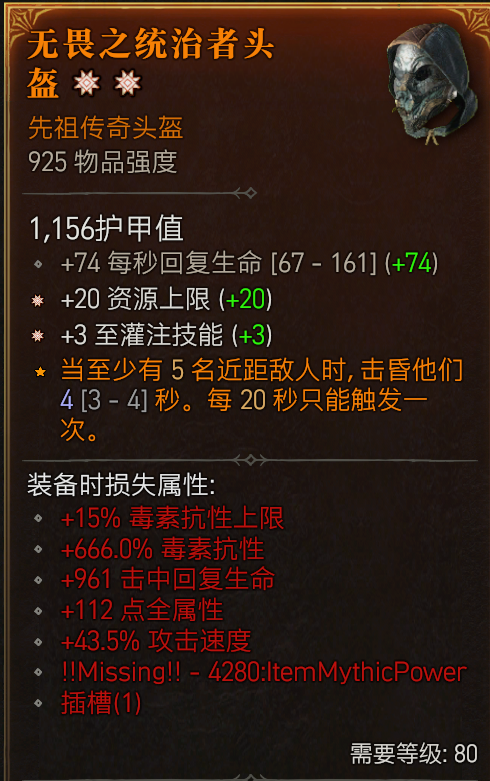 无畏之统治者头
盔
先祖传奇头盔
925 物品强度
1,156护甲值
+74 每秒回复生命 [67 - 161] (+74)
+20 资源上限 (+20)
+3 至灌注技能 (+3)
当至少有 5 名近距敌人时, 击昏他们
4 [3 - 4] 秒。每 20 秒只能触发一
次。
装备时损失属性:
+15% 毒素抗性上限
+666.0% 毒素抗性
+961 击中回复生命
+112 点全属性
+43.5% 攻击速度
!!Missing!! - 4280:ItemMythicPower
插槽(1)
需要等级: 80